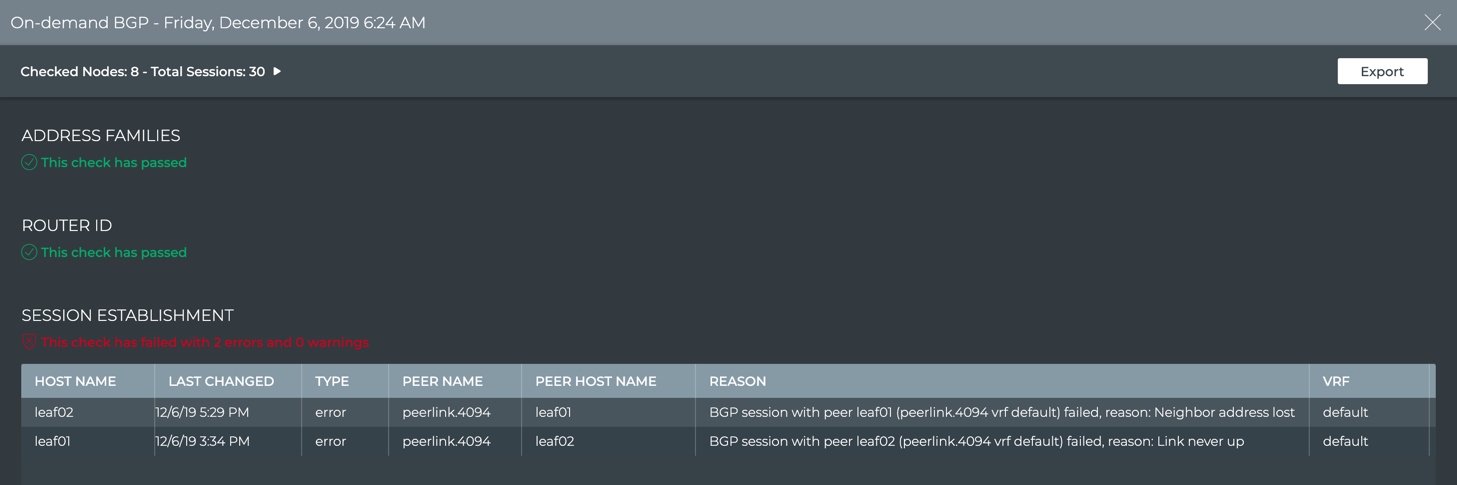 On-demand BGP - Friday, December 6, 2019 6:24 AM
Checked Nodes: 8 - Total Sessions: 30
Export
ADDRESS FAMILIES
This check has passed
ROUTER ID
This check has passed
SESSION ESTABLISHMENT
This check has failed with 2 errors and 0 warnings
HOST NAME LAST CHANGED TYPE PEER NAME PEER HOST NAME REASON VRF
leaf02 12/6/19 5:29 PM error peerlink.4094 leaf01 BGP session with peer leaf01 (peerlink.4094 vrf default) failed, reason: Neighbor address lost default
leaf01 12/6/19 3:34 PM error peerlink.4094 leaf02 BGP session with peer leaf02 (peerlink.4094 vrf default) failed, reason: Link never up default